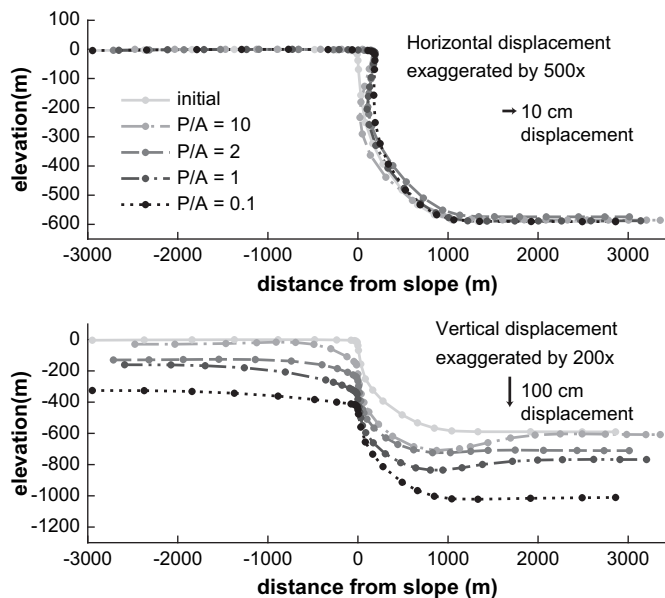 100
0
-100
-200
-300
-400
-500
-600
elevation(m)
Horizontal displacement
exaggerated by 500x
10 cm
displacement
initial
P/A = 10
P/A = 2
P/A = 1
P/A = 0.1
-3000 -2000 -1000 0 1000 2000 3000
distance from slope (m)
0
-200
-400
-600
-800
-1000
-1200
elevation(m)
Vertical displacement
exaggerated by 200x
100 cm
displacement
-3000 -2000 -1000 0 1000 2000 3000
distance from slope (m)